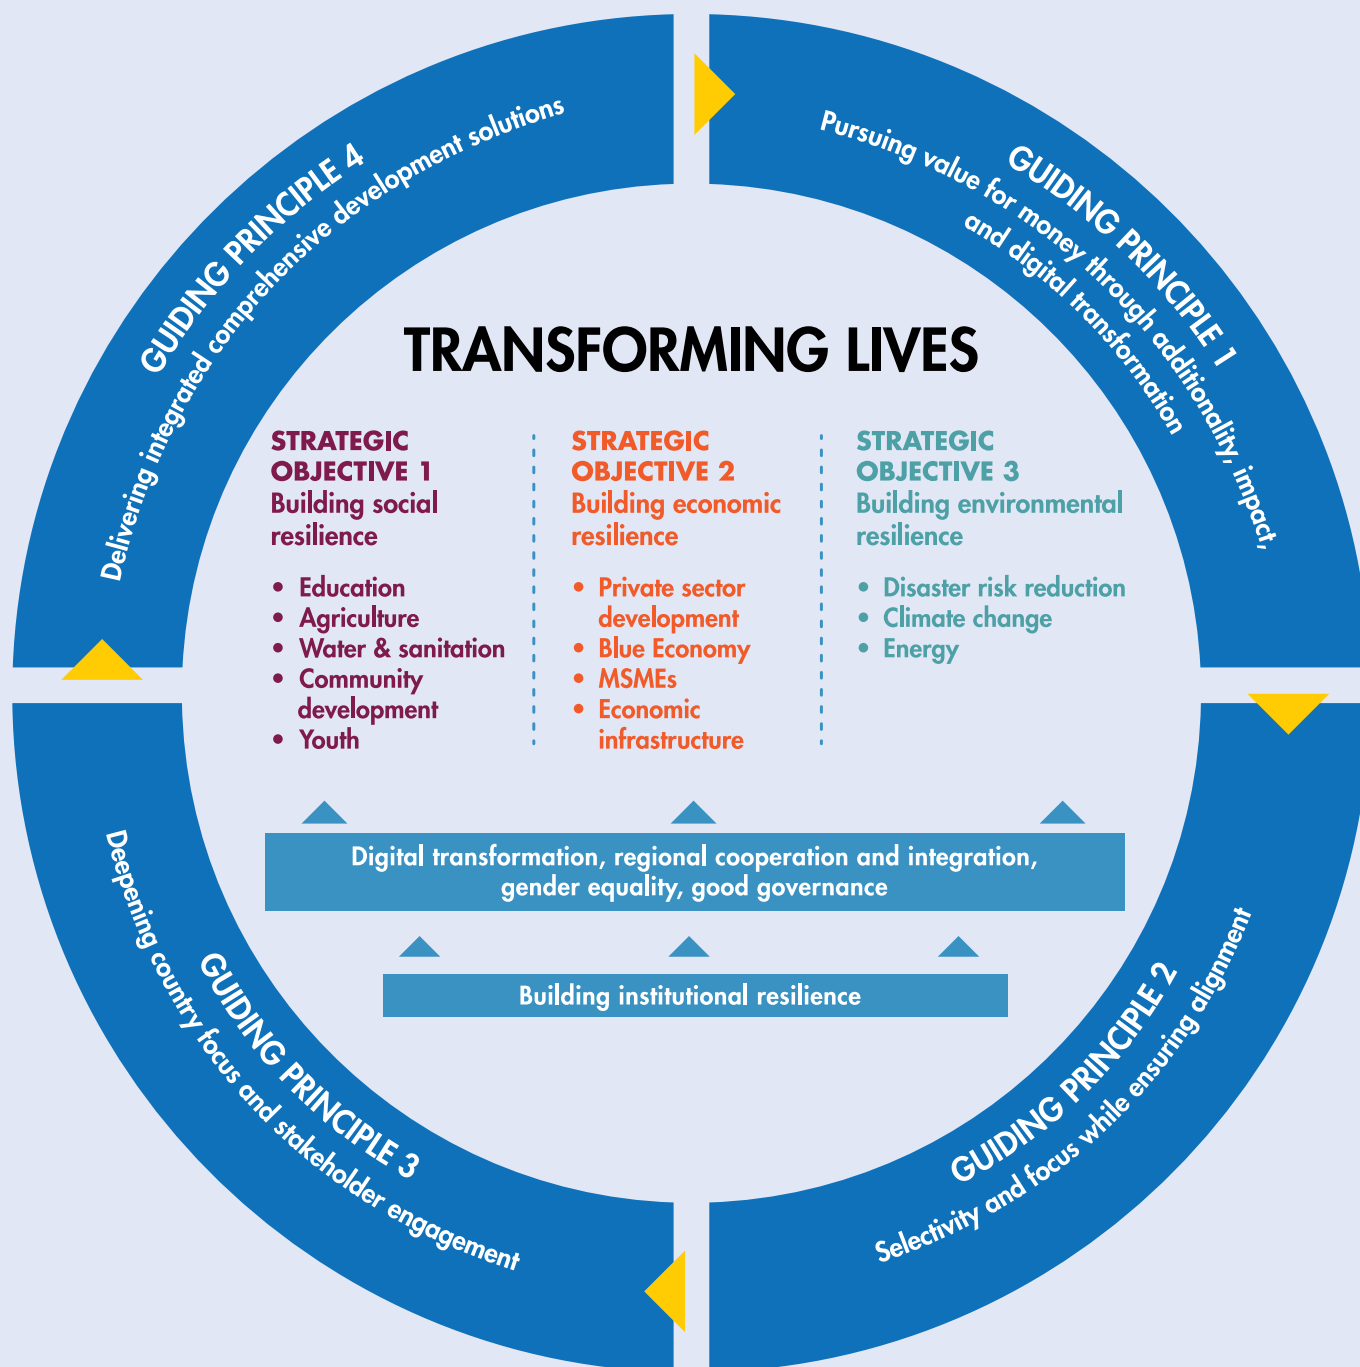 GUIDING PRINCIPLE 4
Delivering integrated comprehensive development solutions
GUIDING PRINCIPLE 1
Pursuing value for money through additionality, impact,
and digital transformation
TRANSFORMING LIVES
STRATEGIC
OBJECTIVE 1
Building social
resilience
• Education
• Agriculture
• Water & sanitation
• Community
development
• Youth
STRATEGIC
OBJECTIVE 2
Building economic
resilience
• Private sector
development
• Blue Economy
• MSMEs
• Economic
infrastructure
STRATEGIC
OBJECTIVE 3
Building environmental
resilience
• Disaster risk reduction
• Climate change
• Energy
Digital transformation, regional cooperation and integration,
gender equality, good governance
Building institutional resilience
GUIDING PRINCIPLE 3
Deepening country focus and stakeholder engagement
GUIDING PRINCIPLE 2
Selectivity and focus while ensuring alignment